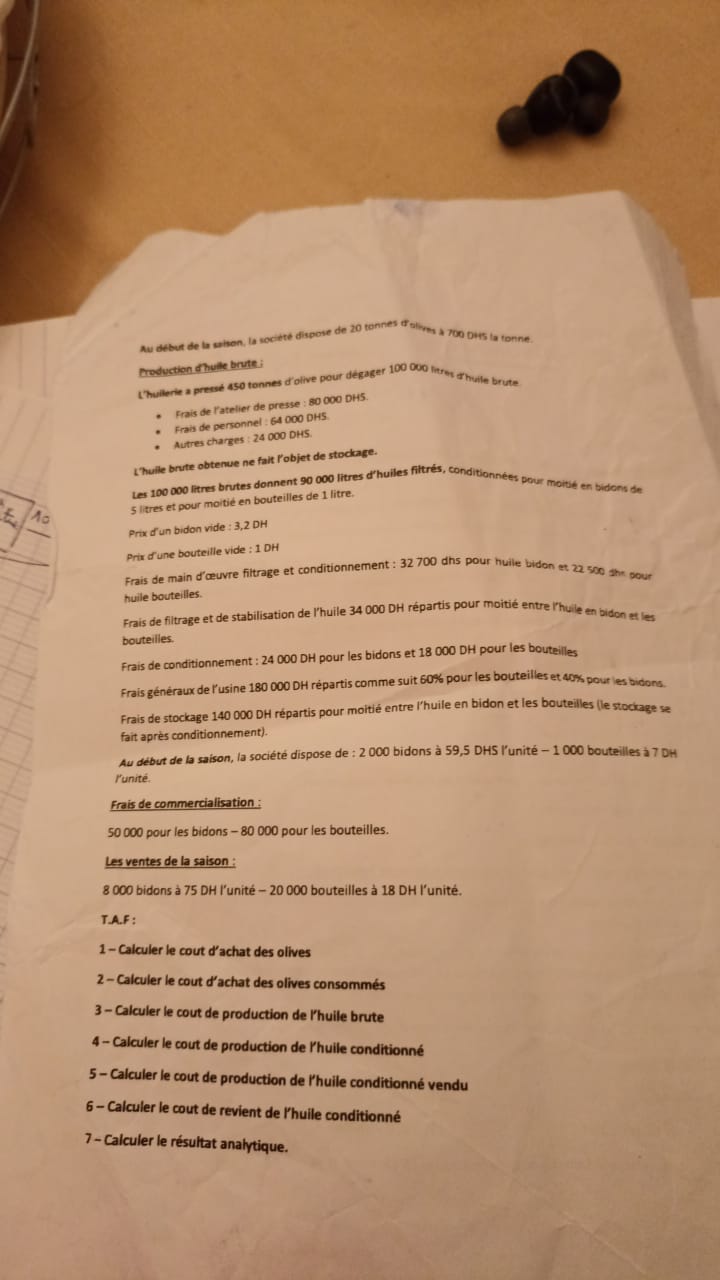 Au début de la saison, la société dispose de 20 tonnes d'olives à 700 DHS la tonne.
Production d'huile brute :
L'huilerie a pressé 450 tonnes d'olive pour dégager 100 000 litres d'huile brute
• Frais de l'atelier de presse : 80 000 DHS.
• Frais de personnel : 64 000 DHS.
• Autres charges : 24 000 DHS.
L'huile brute obtenue ne fait l'objet de stockage.
Les 100 000 litres brutes donnent 90 000 litres d'huiles filtrés, conditionnées pour moitié en bidons de
5 litres et pour moitié en bouteilles de 1 litre.
Prix d'un bidon vide : 3,2 DH
Prix d'une bouteille vide : 1 DH
Frais de main d'œuvre filtrage et conditionnement : 32 700 dhs pour huile bidon et 22 500 dhs pour
huile bouteilles.
Frais de filtrage et de stabilisation de l'huile 34 000 DH répartis pour moitié entre l'huile en bidon et les
bouteilles.
Frais de conditionnement : 24 000 DH pour les bidons et 18 000 DH pour les bouteilles
Frais généraux de l'usine 180 000 DH répartis comme suit 60% pour les bouteilles et 40% pour les bidons.
Frais de stockage 140 000 DH répartis pour moitié entre l'huile en bidon et les bouteilles (le stockage se
fait après conditionnement).
Au début de la saison, la société dispose de : 2 000 bidons à 59,5 DHS l'unité – 1 000 bouteilles à 7 DH
l'unité.
Frais de commercialisation :
50 000 pour les bidons – 80 000 pour les bouteilles.
Les ventes de la saison :
8 000 bidons à 75 DH l'unité – 20 000 bouteilles à 18 DH l'unité.
T.A.F :
1 – Calculer le cout d'achat des olives
2 – Calculer le cout d'achat des olives consommés
3 – Calculer le cout de production de l'huile brute
4 – Calculer le cout de production de l'huile conditionné
5 – Calculer le cout de production de l'huile conditionné vendu
6 – Calculer le cout de revient de l'huile conditionné
7 – Calculer le résultat analytique.